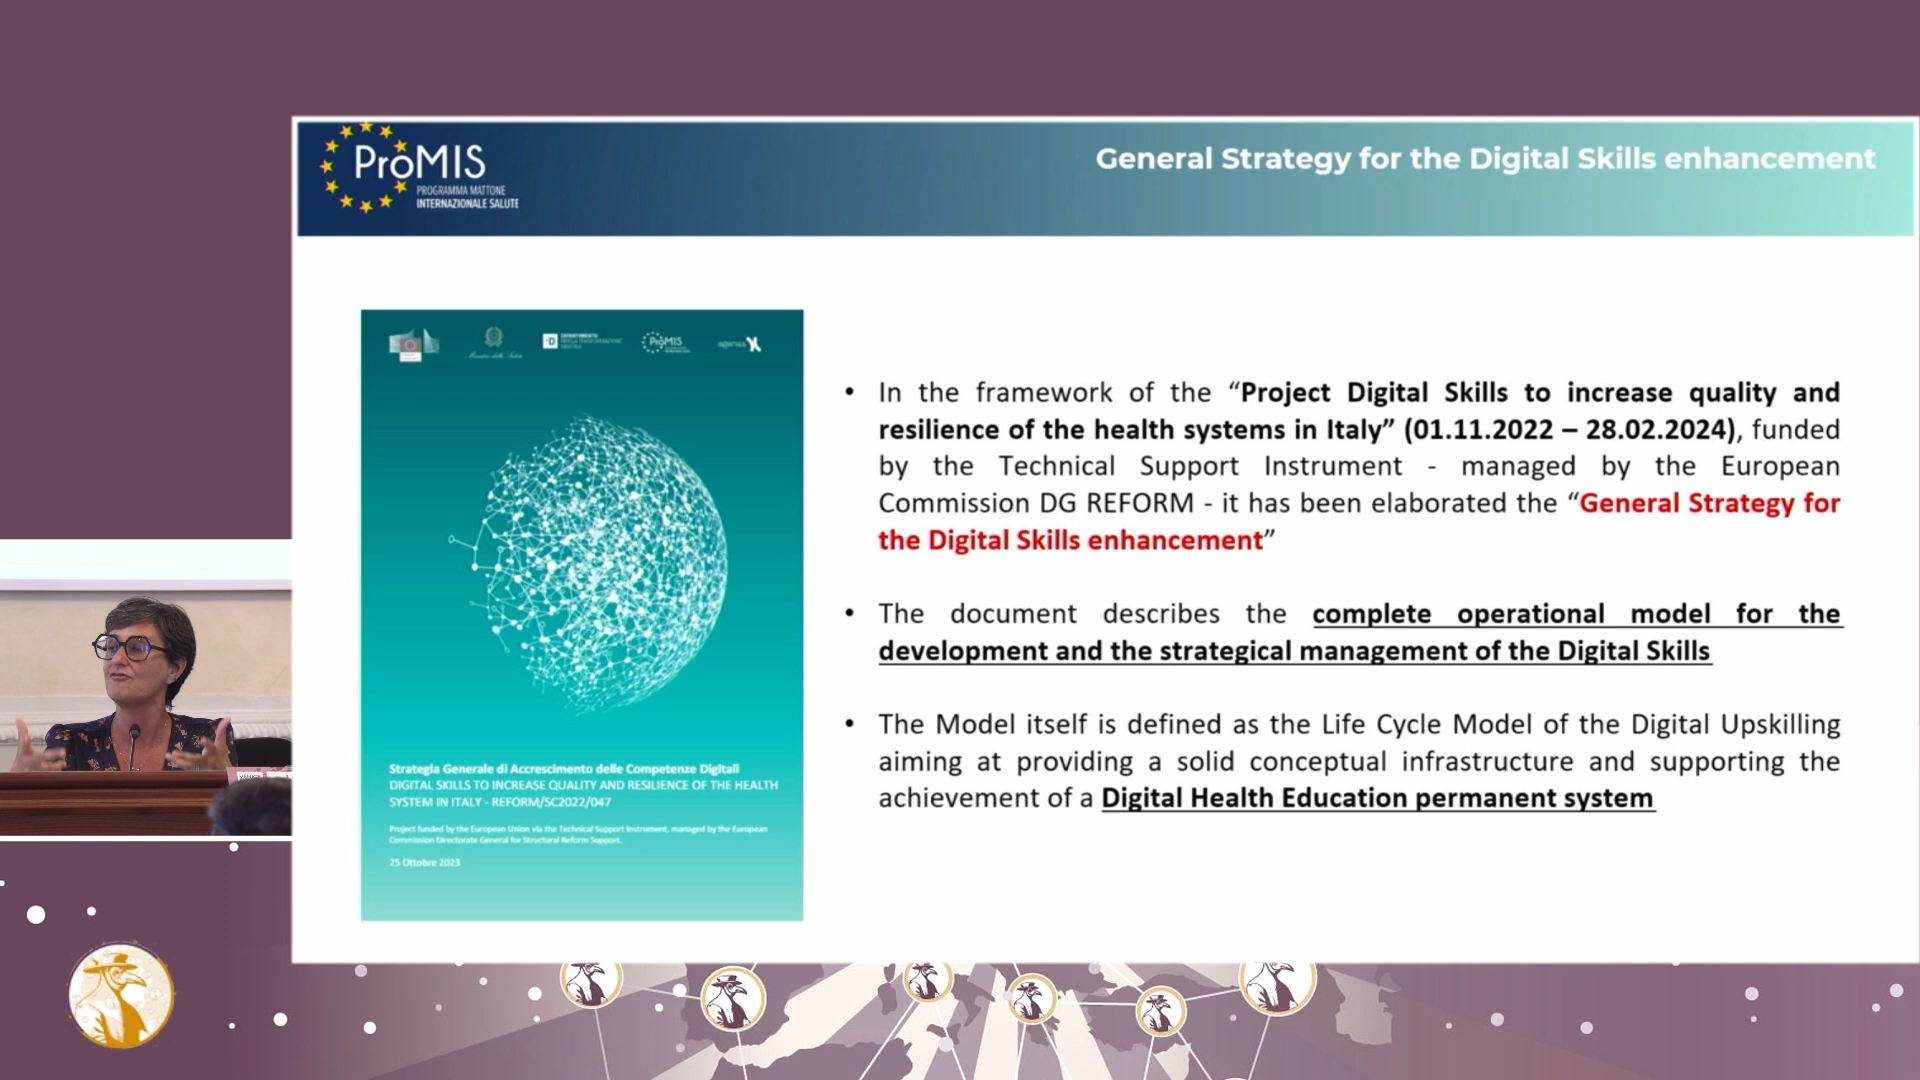 ProMIS
PROGRAMMA MATTONE
INTERNAZIONALE SALUTE
General Strategy for the Digital Skills enhancement
ProMIS
• In the framework of the “Project Digital Skills to increase quality and
resilience of the health systems in Italy” (01.11.2022 – 28.02.2024), funded
by the Technical Support Instrument - managed by the European
Commission DG REFORM - it has been elaborated the “General Strategy for
the Digital Skills enhancement”
• The document describes the complete operational model for the
development and the strategical management of the Digital Skills
• The Model itself is defined as the Life Cycle Model of the Digital Upskilling
aiming at providing a solid conceptual infrastructure and supporting the
achievement of a Digital Health Education permanent system
Strategia Generale di Accrescimento delle Competenze Digitali
DIGITAL SKILLS TO INCREASE QUALITY AND RESILIENCE OF THE HEALTH
SYSTEM IN ITALY - REFORM/SC2022/047
Project funded by the European Union via the Technical Support Instrument, managed by the European
Commission Directorate General for Structural Reform Support.
25 Ottobre 2023